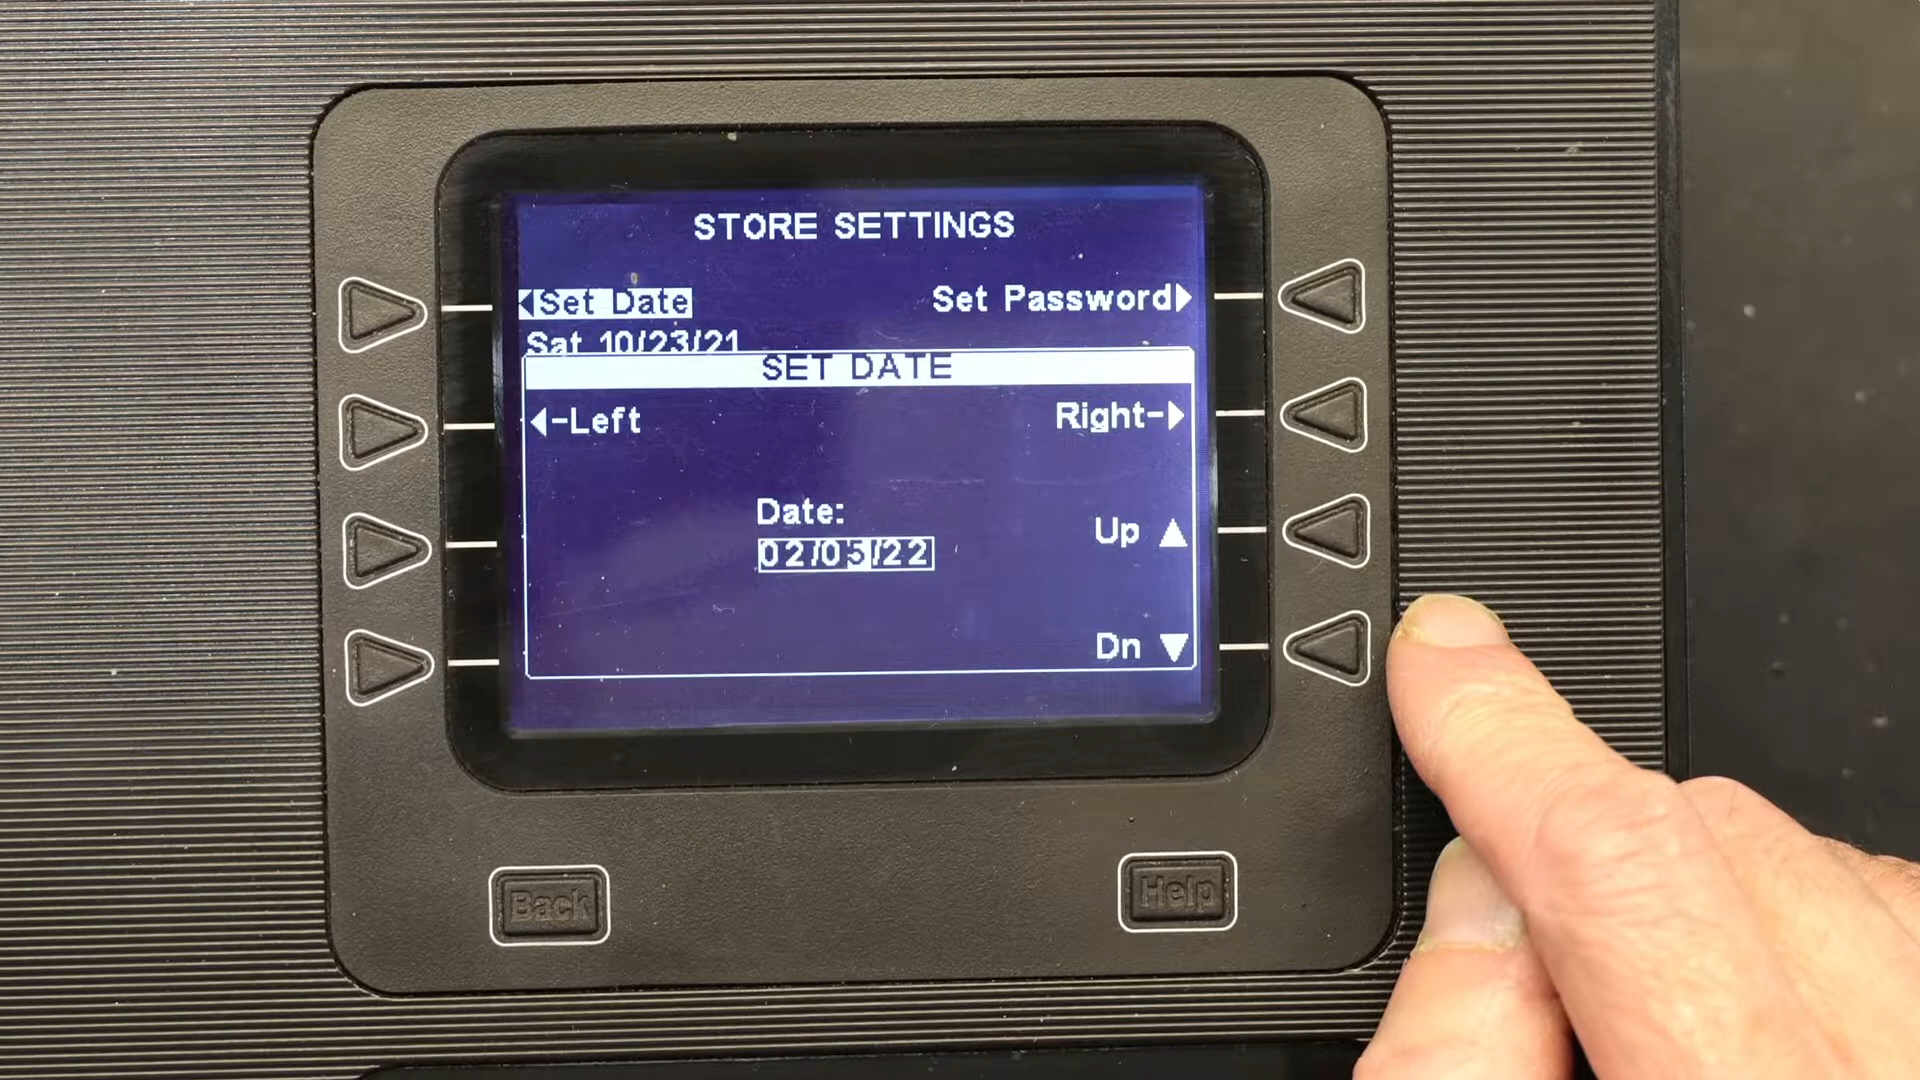 STORE SETTINGS
Set Date
Set Password
Sat 10/23/21
SET DATE
-Left
Right-
Date:
Up
02/05/22
Dn
Back
Help